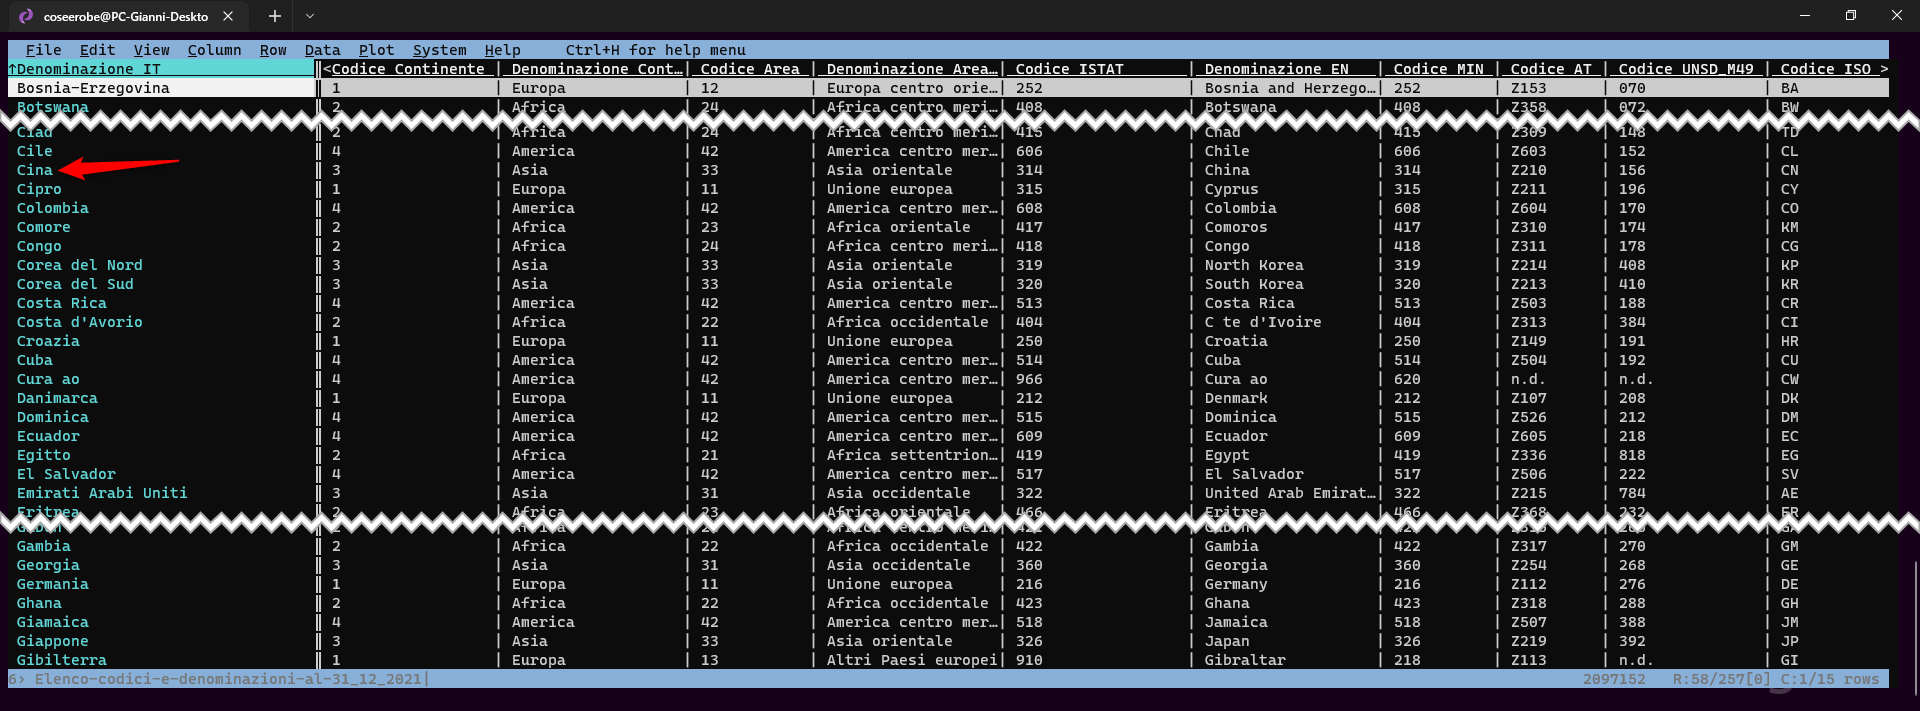 coseerobe@PC-Gianni-Deskto
File Edit View Column Row Data Plot System Help Ctrl+H for help menu
↑Denominazione IT ‖<Codice Continente | Denominazione Cont…| Codice Area | Denominazione Area…| Codice ISTAT | Denominazione EN | Codice MIN | Codice AT | Codice UNSD_M49 | Codice ISO >
Bosnia-Erzegovina ‖ 1 | Europa | 12 | Europa centro orie…| 252 | Bosnia and Herzego…| 252 | Z153 | 070 | BA
Botswana ‖ 2 | Africa | 24 | Africa centro meri…| 408 | Botswana | 408 | Z358 | 072 | BW
Ciad ‖ 2 | Africa | 24 | Africa centro meri…| 415 | Chad | 415 | Z309 | 148 | TD
Cile ‖ 4 | America | 42 | America centro mer…| 606 | Chile | 606 | Z603 | 152 | CL
Cina ‖ 3 | Asia | 33 | Asia orientale | 314 | China | 314 | Z210 | 156 | CN
Cipro ‖ 1 | Europa | 11 | Unione europea | 315 | Cyprus | 315 | Z211 | 196 | CY
Colombia ‖ 4 | America | 42 | America centro mer…| 608 | Colombia | 608 | Z604 | 170 | CO
Comore ‖ 2 | Africa | 23 | Africa orientale | 417 | Comoros | 417 | Z310 | 174 | KM
Congo ‖ 2 | Africa | 24 | Africa centro meri…| 418 | Congo | 418 | Z311 | 178 | CG
Corea del Nord ‖ 3 | Asia | 33 | Asia orientale | 319 | North Korea | 319 | Z214 | 408 | KP
Corea del Sud ‖ 3 | Asia | 33 | Asia orientale | 320 | South Korea | 320 | Z213 | 410 | KR
Costa Rica ‖ 4 | America | 42 | America centro mer…| 513 | Costa Rica | 513 | Z503 | 188 | CR
Costa d'Avorio ‖ 2 | Africa | 22 | Africa occidentale | 404 | C te d'Ivoire | 404 | Z313 | 384 | CI
Croazia ‖ 1 | Europa | 11 | Unione europea | 250 | Croatia | 250 | Z149 | 191 | HR
Cuba ‖ 4 | America | 42 | America centro mer…| 514 | Cuba | 514 | Z504 | 192 | CU
Cura ao ‖ 4 | America | 42 | America centro mer…| 966 | Cura ao | 620 | n.d. | n.d. | CW
Danimarca ‖ 1 | Europa | 11 | Unione europea | 212 | Denmark | 212 | Z107 | 208 | DK
Dominica ‖ 4 | America | 42 | America centro mer…| 515 | Dominica | 515 | Z526 | 212 | DM
Ecuador ‖ 4 | America | 42 | America centro mer…| 609 | Ecuador | 609 | Z605 | 218 | EC
Egitto ‖ 2 | Africa | 21 | Africa settentrion…| 419 | Egypt | 419 | Z336 | 818 | EG
El Salvador ‖ 4 | America | 42 | America centro mer…| 517 | El Salvador | 517 | Z506 | 222 | SV
Emirati Arabi Uniti ‖ 3 | Asia | 31 | Asia occidentale | 322 | United Arab Emirat…| 322 | Z215 | 784 | AE
Eritrea ‖ 2 | Africa | 23 | Africa orientale | 466 | Eritrea | 466 | Z368 | 232 | ER
Gambia ‖ 2 | Africa | 22 | Africa occidentale | 422 | Gambia | 422 | Z317 | 270 | GM
Georgia ‖ 3 | Asia | 31 | Asia occidentale | 360 | Georgia | 360 | Z254 | 268 | GE
Germania ‖ 1 | Europa | 11 | Unione europea | 216 | Germany | 216 | Z112 | 276 | DE
Ghana ‖ 2 | Africa | 22 | Africa occidentale | 423 | Ghana | 423 | Z318 | 288 | GH
Giamaica ‖ 4 | America | 42 | America centro mer…| 518 | Jamaica | 518 | Z507 | 388 | JM
Giappone ‖ 3 | Asia | 33 | Asia orientale | 326 | Japan | 326 | Z219 | 392 | JP
Gibilterra ‖ 1 | Europa | 13 | Altri Paesi europei| 910 | Gibraltar | 218 | Z113 | n.d. | GI
6› Elenco-codici-e-denominazioni-al-31_12_2021| 2097152 R:58/257[0] C:1/15 rows